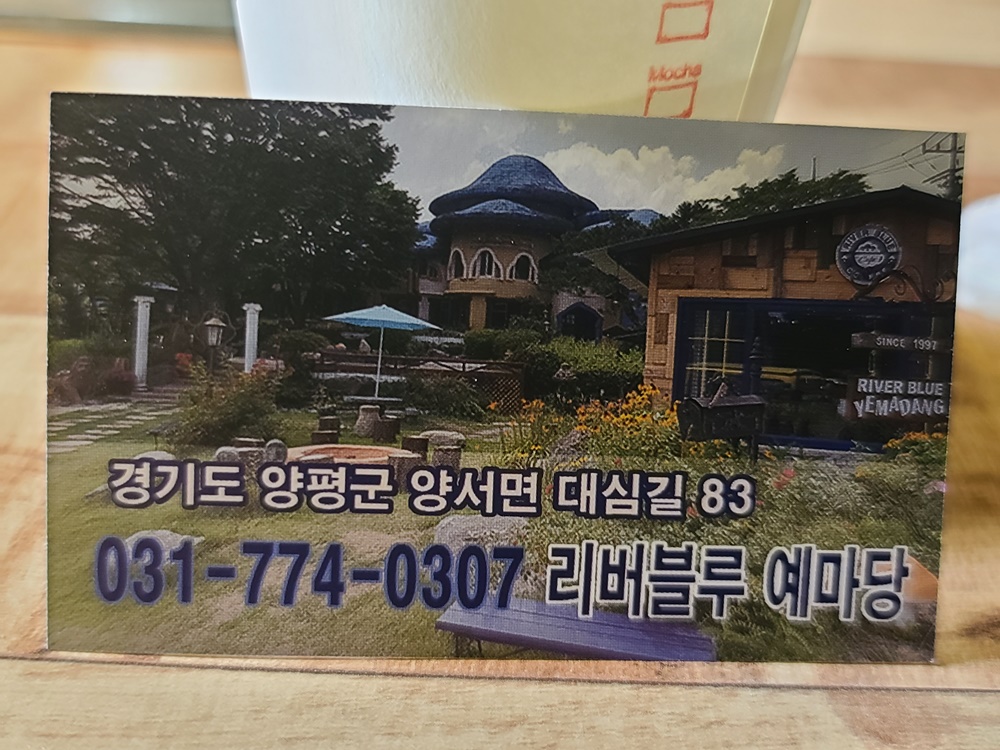 Mocha
SINCE 1997
RIVER BLUE
YEMADANG
경기도 양평군 양서면 대심길 83
031-774-0307 리버블루 예마당